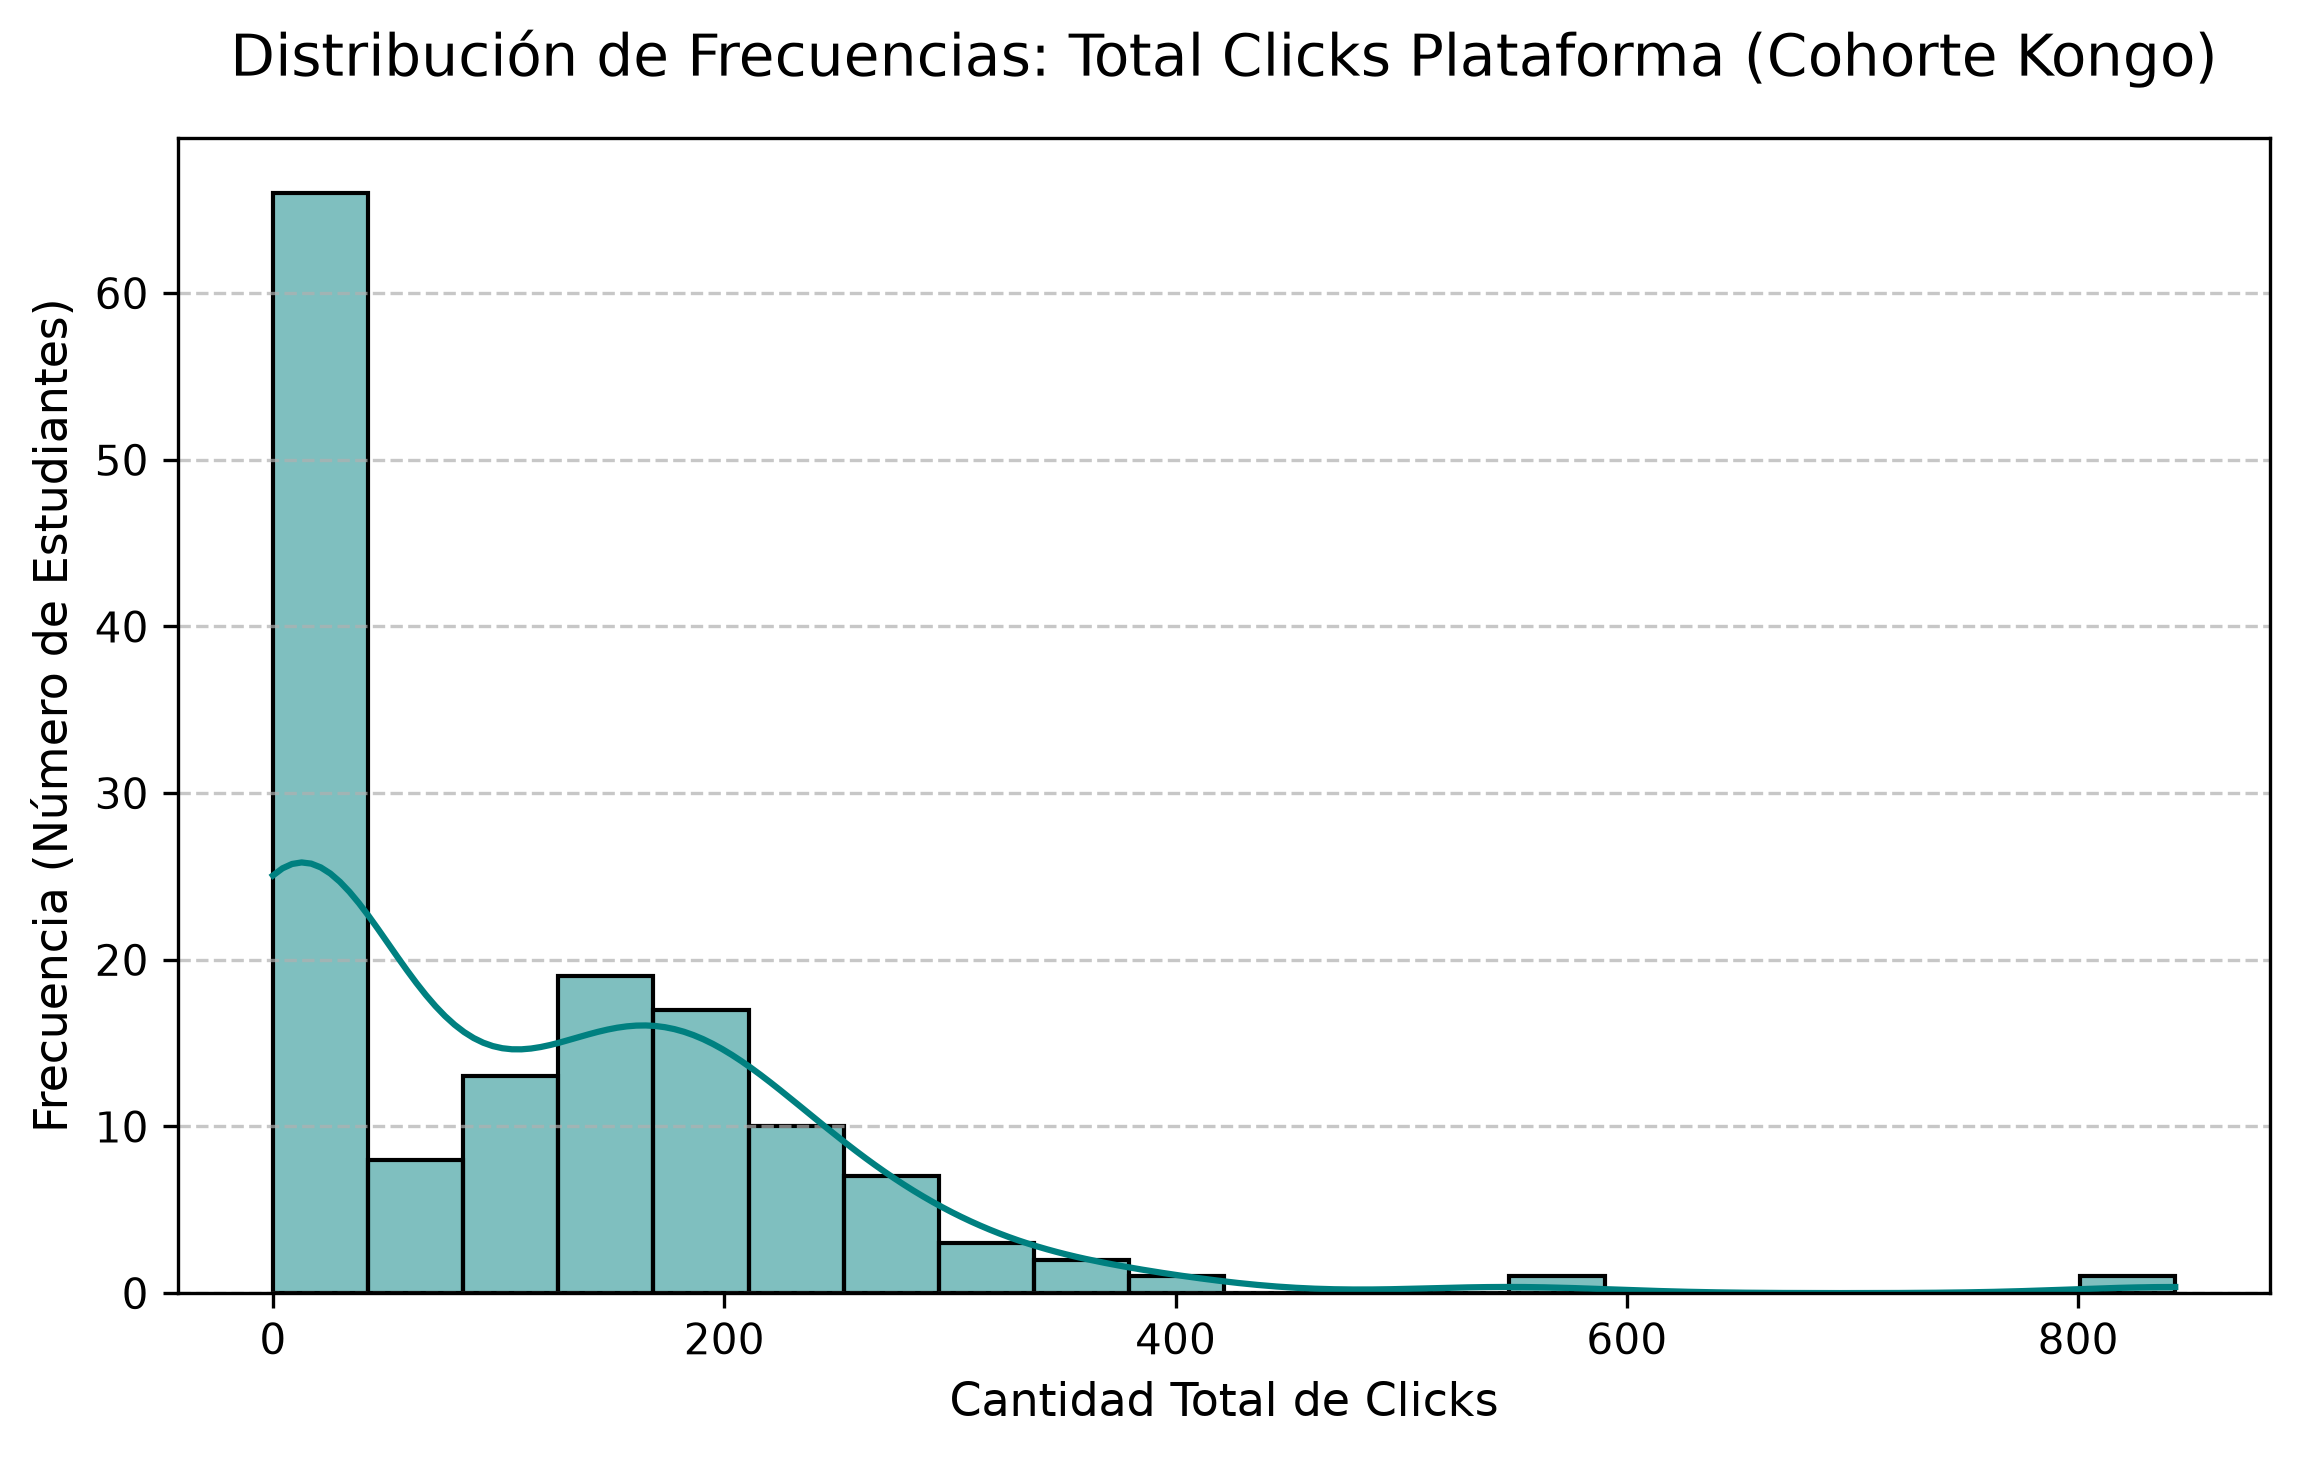 Distribución de Frecuencias: Total Clicks Plataforma (Cohorte Kongo)
Frecuencia (Número de Estudiantes)
60
50
40
30
20
10
0
0 200 400 600 800
Cantidad Total de Clicks